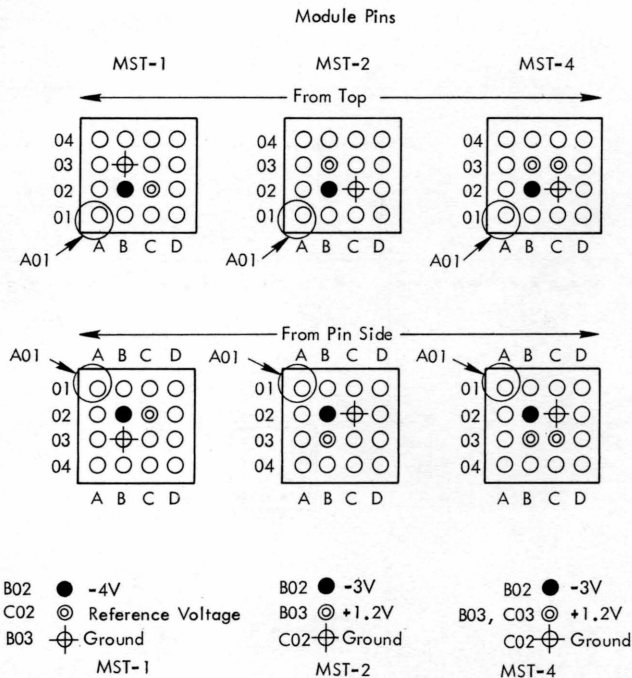 Module Pins
MST-1 MST-2 MST-4
From Top
04 04 04
03 03 03
02 02 02
01 01 01
A B C D A B C D A B C D
A01 A01 A01
From Pin Side
A01 A B C D A01 A B C D A01 A B C D
01 01 01
02 02 02
03 03 03
04 04 04
A B C D A B C D A B C D
B02 -4V B02 -3V B02 -3V
C02 Reference Voltage B03 +1.2V B03, C03 +1.2V
B03 Ground C02 Ground C02 Ground
MST-1 MST-2 MST-4